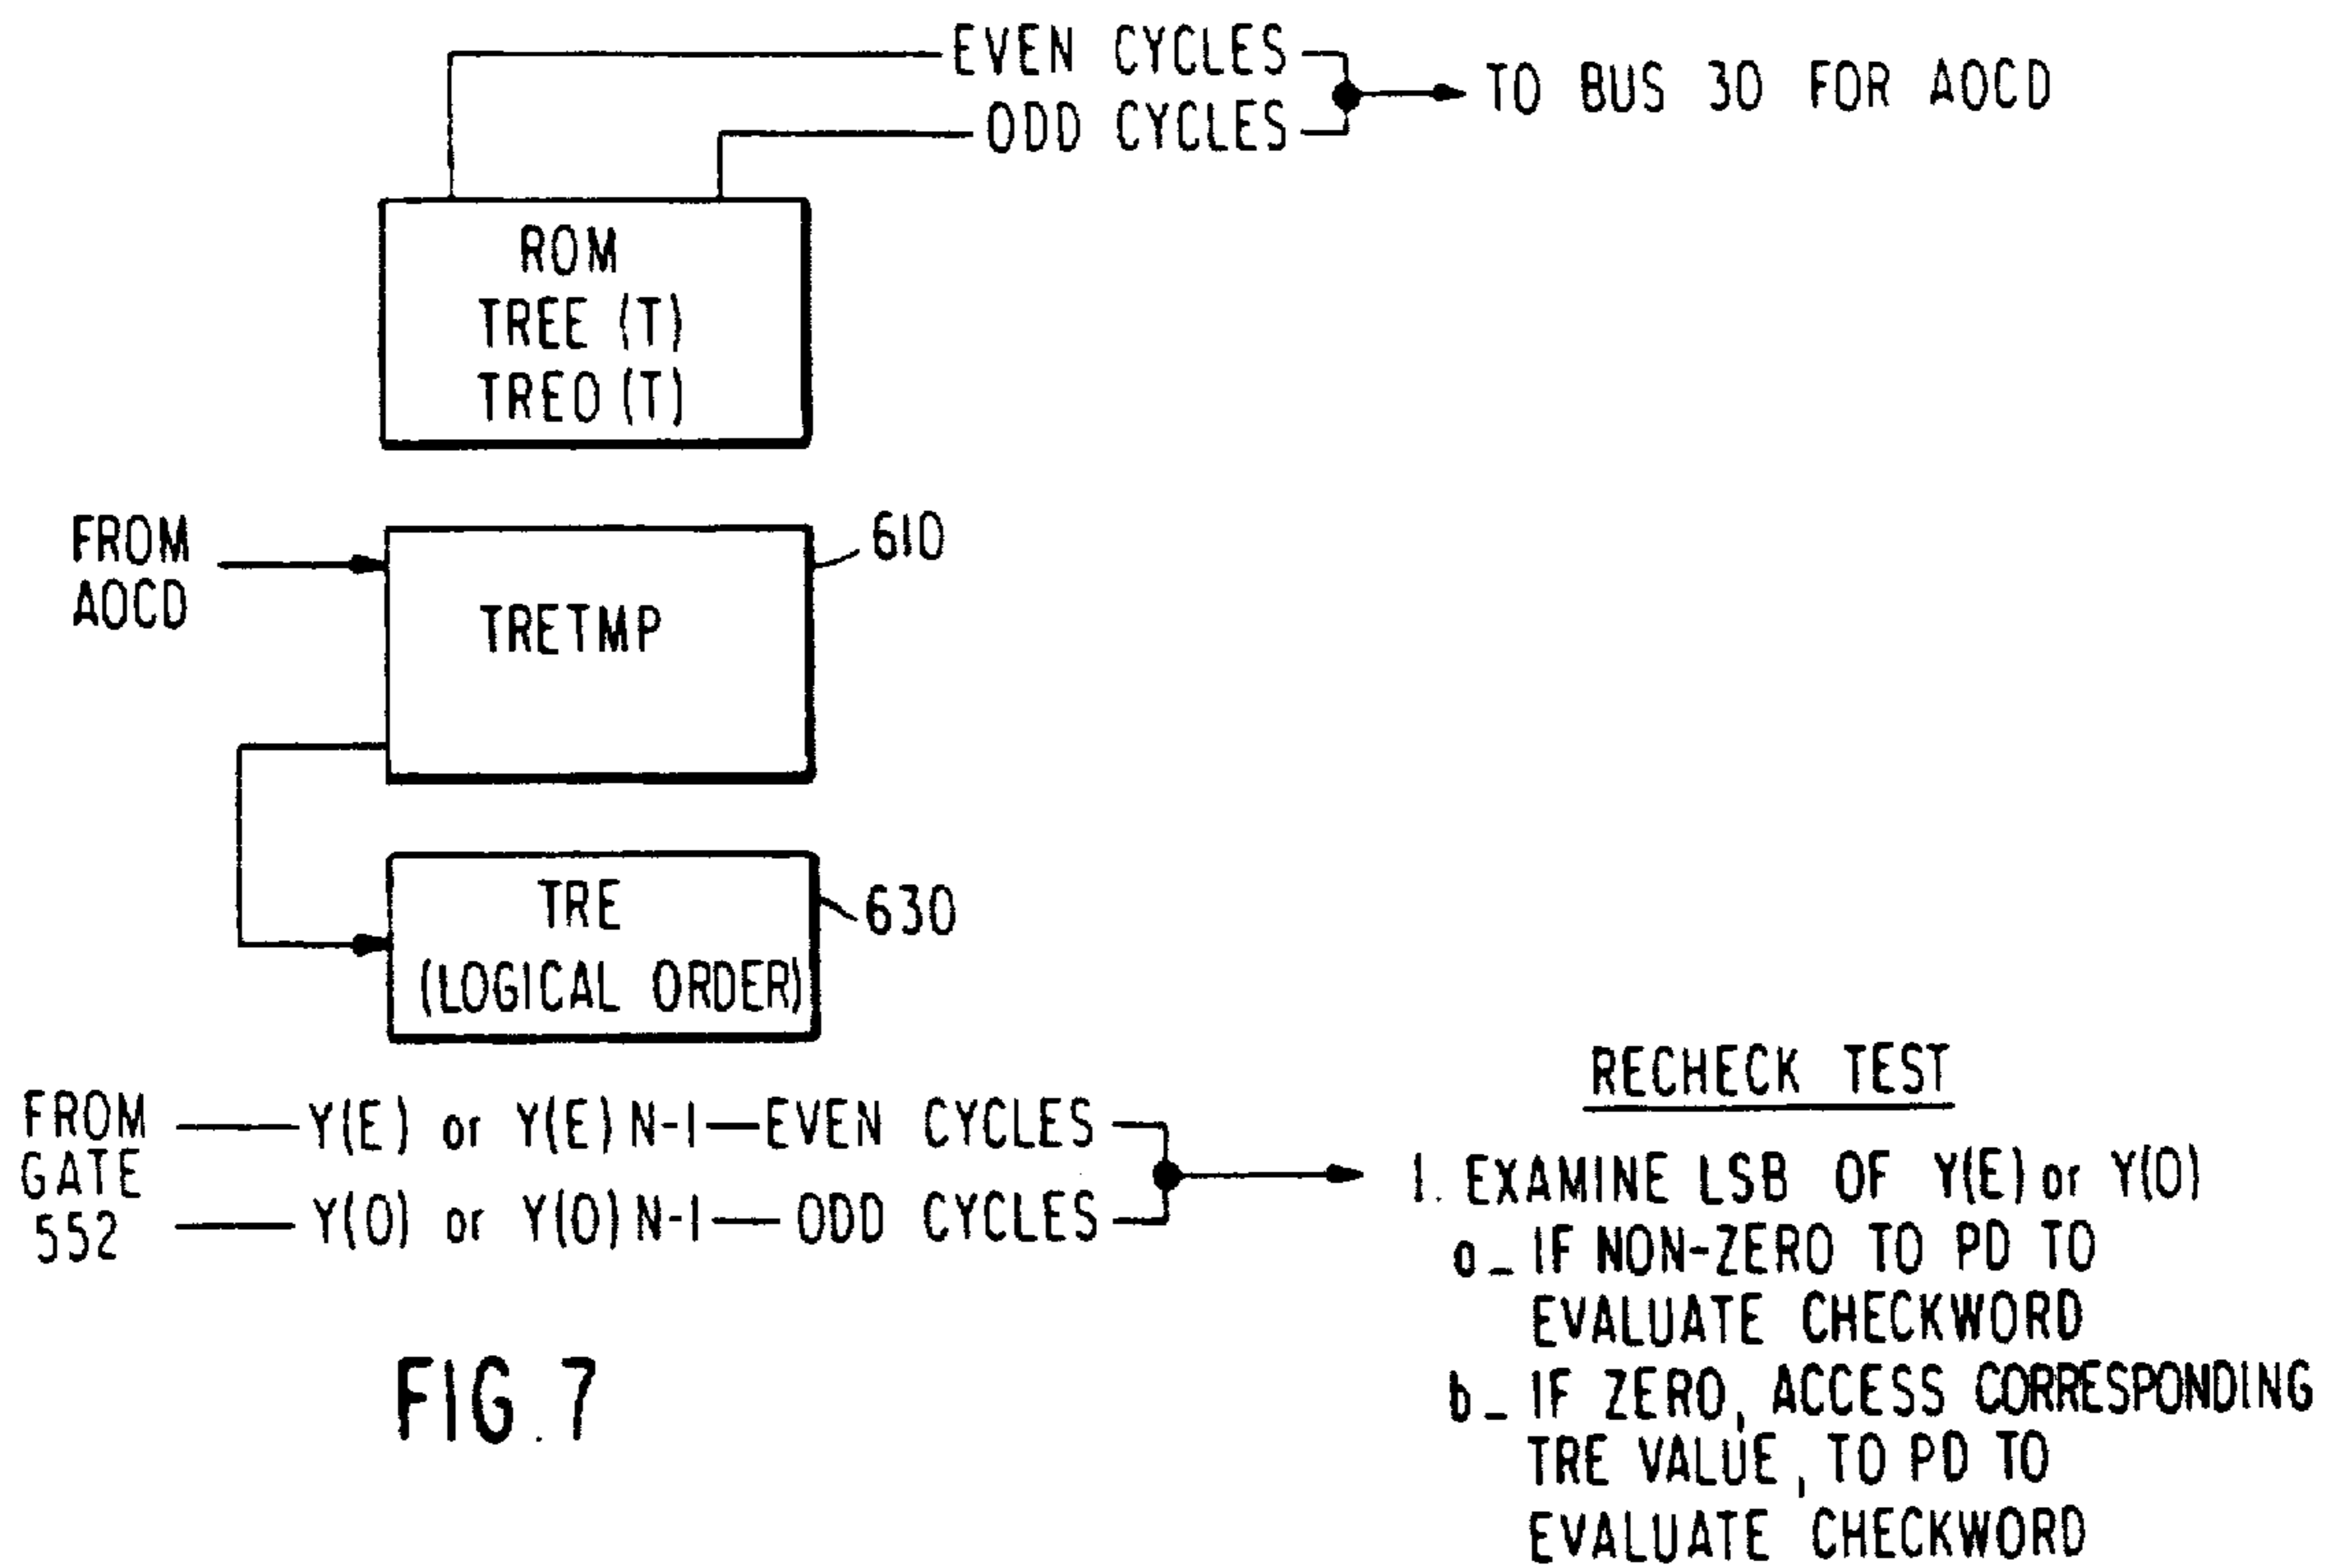 EVEN CYCLES
ODD CYCLES
TO BUS 30 FOR AOCD
ROM
TREE (T)
TREO (T)
FROM
AOCD
610
TRETMP
TRE
(LOGICAL ORDER)
630
FROM
GATE
552
Y(E) or Y(E) N-1 EVEN CYCLES
Y(O) or Y(O) N-1 ODD CYCLES
RECHECK TEST
1. EXAMINE LSB OF Y(E) or Y(O)
a- IF NON-ZERO TO PD TO
EVALUATE CHECKWORD
b- IF ZERO, ACCESS CORRESPONDING
TRE VALUE, TO PD TO
EVALUATE CHECKWORD
FIG. 7